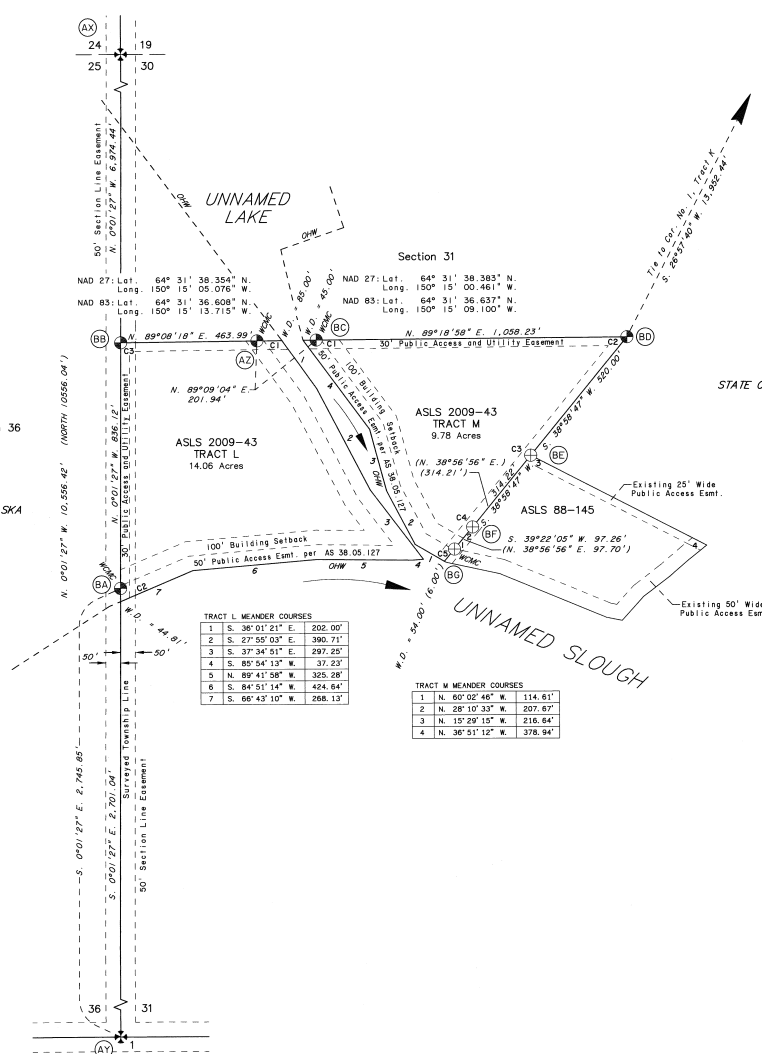 AX
24 19
25 30
50' Section Line Easement
N. 0°01'27" W. 6,974.44'
OHW
UNNAMED
LAKE
OHW
Tie to Cor. No. 1, Tract K
S. 26°57'40" W. 13,952.44'
Section 31
NAD 27: Lat. 64° 31' 38.354" N.
Long. 150° 15' 05.076" W.
NAD 83: Lat. 64° 31' 36.608" N.
Long. 150° 15' 13.715" W.
NAD 27: Lat. 64° 31' 38.383" N.
Long. 150° 15' 00.461" W.
NAD 83: Lat. 64° 31' 36.637" N.
Long. 150° 15' 09.100" W.
W.D. = 85.00'
W.D. = 45.00'
WCMC
WCMC
BB
N. 89°08'18" E. 463.99'
AZ
C3
C1
BC
C1
N. 89°18'58" E. 1,058.23'
30' Public Access and Utility Easement
C2
BD
N. 89°09'04" E.
201.94'
STATE O
36
SKA
N. 0°01'27" W. 10,556.42' (NORTH 10556.04')
N. 0°01'27" W. 836.12'
30' Public Access and Utility Easement
ASLS 2009-43
TRACT L
14.06 Acres
50' Public Access Esmt. per AS 38.05.127
100' Building
Setback
4
2
3
OHW
3
2
1
ASLS 2009-43
TRACT M
9.78 Acres
S. 38°58'47" W. 520.00'
C3
3
BE
(N. 38°56'56" E.)
(314.21')
S. 38°58'47" W. 314.22'
Existing 25' Wide
Public Access Esmt.
ASLS 88-145
C4
BF
2
S. 39°22'05" W. 97.26'
(N. 38°56'56" E. 97.70')
4
C5
WCMC
BG
100' Building Setback
50' Public Access Esmt. per AS 38.05.127
6 OHW 5 4
WCMC
BA
C2
7
W.D. = 44.81'
W.D. = 54.00' (6.00')
UNNAMED SLOUGH
Existing 50' Wide
Public Access Esm
50' 50'
TRACT L MEANDER COURSES
1 S. 36°01'21" E. 202.00'
2 S. 27°55'03" E. 390.71'
3 S. 37°34'51" E. 297.25'
4 S. 85°54'13" W. 37.23'
5 N. 89°41'58" W. 325.28'
6 S. 84°51'14" W. 424.64'
7 S. 66°43'10" W. 268.13'
TRACT M MEANDER COURSES
1 N. 60°02'46" W. 114.61'
2 N. 28°10'33" W. 207.67'
3 N. 15°29'15" W. 216.64'
4 N. 36°51'12" W. 378.94'
S. 0°01'27" E. 2,745.85'
S. 0°01'27" E. 2,701.04'
Surveyed Township Line
50' Section Line Easement
36 31
AY
1